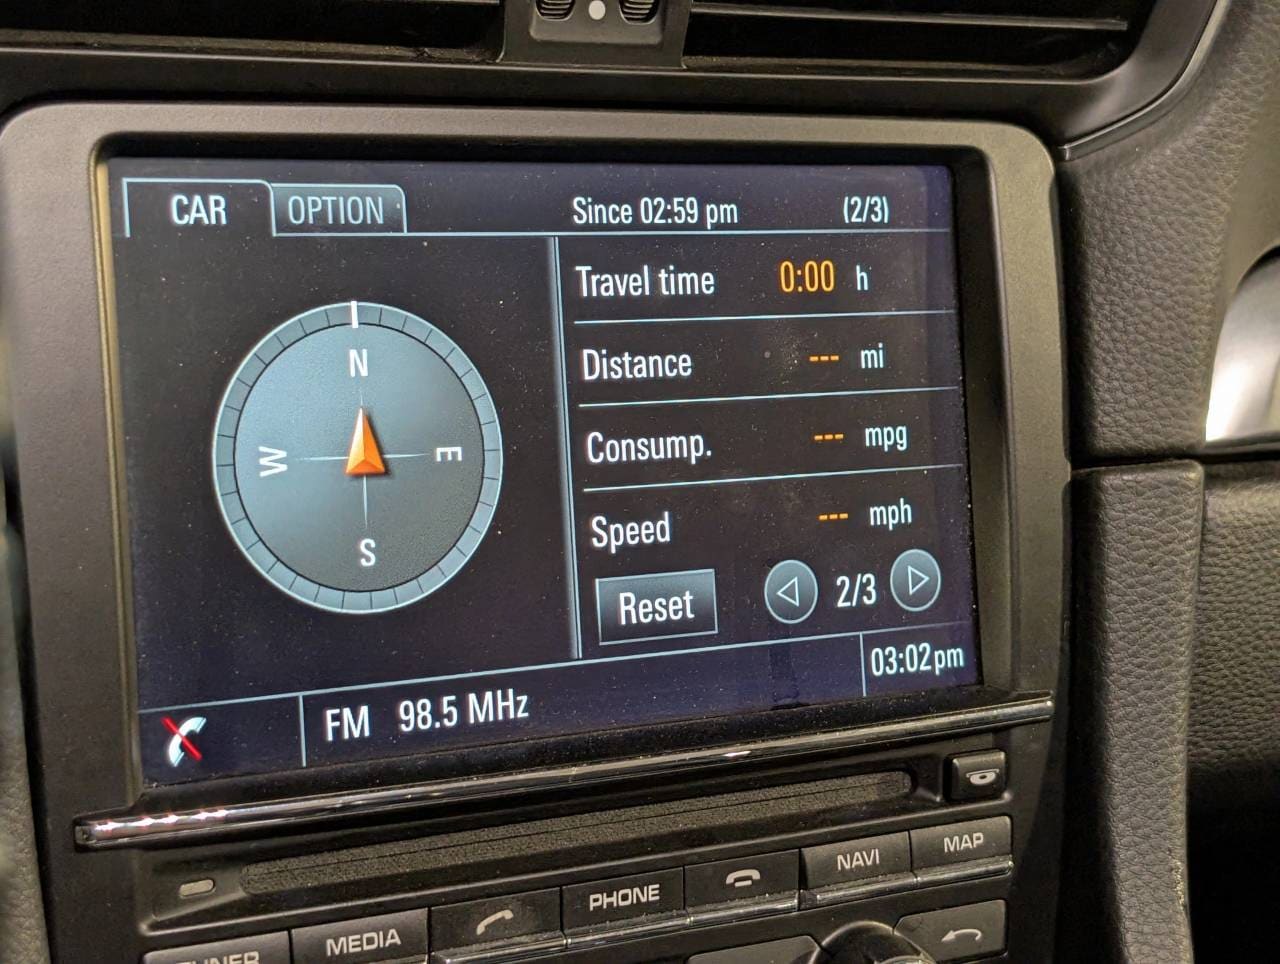 CAR OPTION Since 02:59 pm (2/3)
Travel time 0:00 h
Distance --- mi
Consump. --- mpg
Speed --- mph
N
W E
S
Reset 2/3
FM 98.5 MHz 03:02pm
NAVI MAP
PHONE
MEDIA